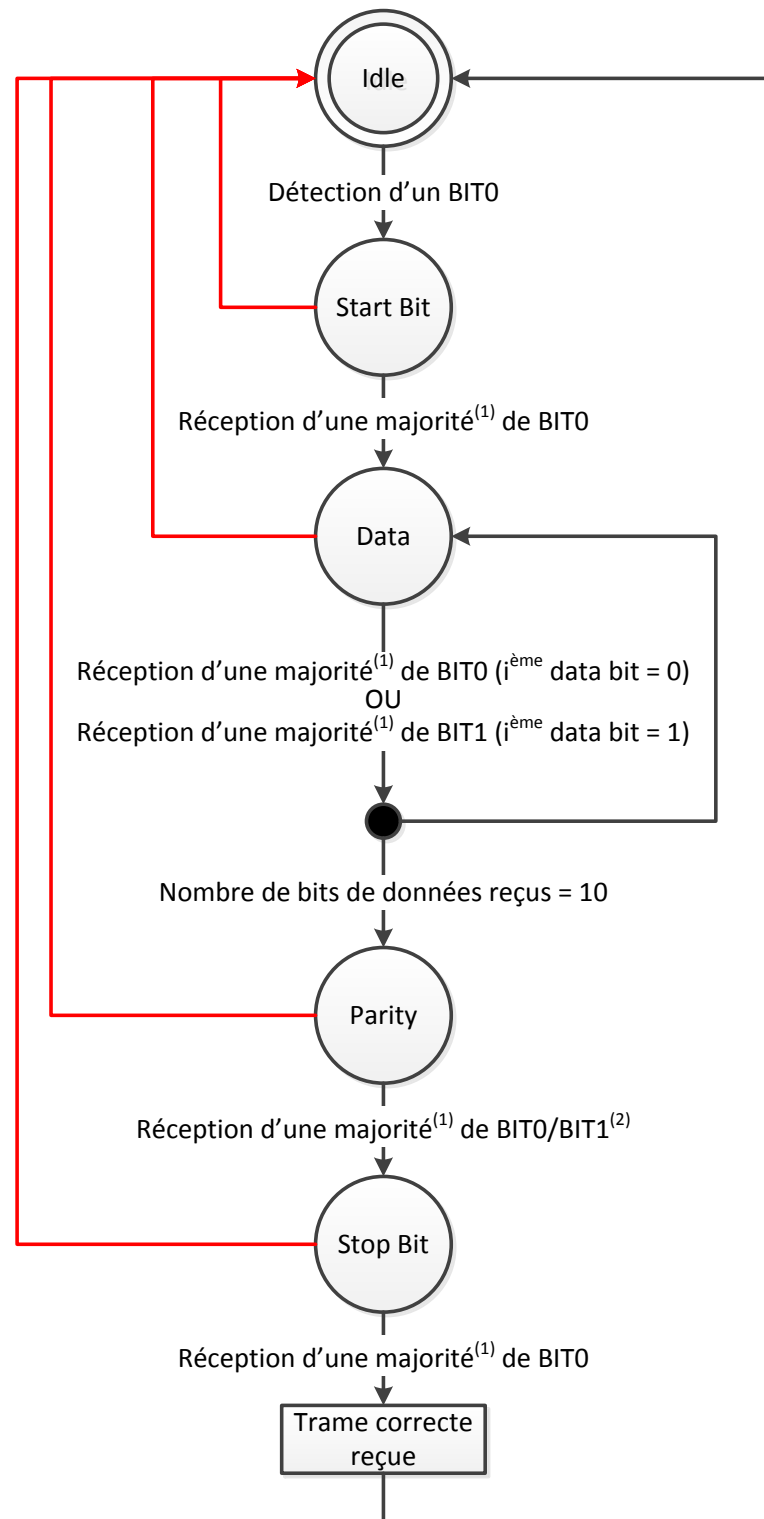 Idle
Détection d’un BIT0
Start Bit
Réception d’une majorité⁽¹⁾ de BIT0
Data
Réception d’une majorité⁽¹⁾ de BIT0 (iᵉ̀ᵐᵉ data bit = 0)
OU
Réception d’une majorité⁽¹⁾ de BIT1 (iᵉ̀ᵐᵉ data bit = 1)
Nombre de bits de données reçus = 10
Parity
Réception d’une majorité⁽¹⁾ de BIT0/BIT1⁽²⁾
Stop Bit
Réception d’une majorité⁽¹⁾ de BIT0
Trame correcte
reçue